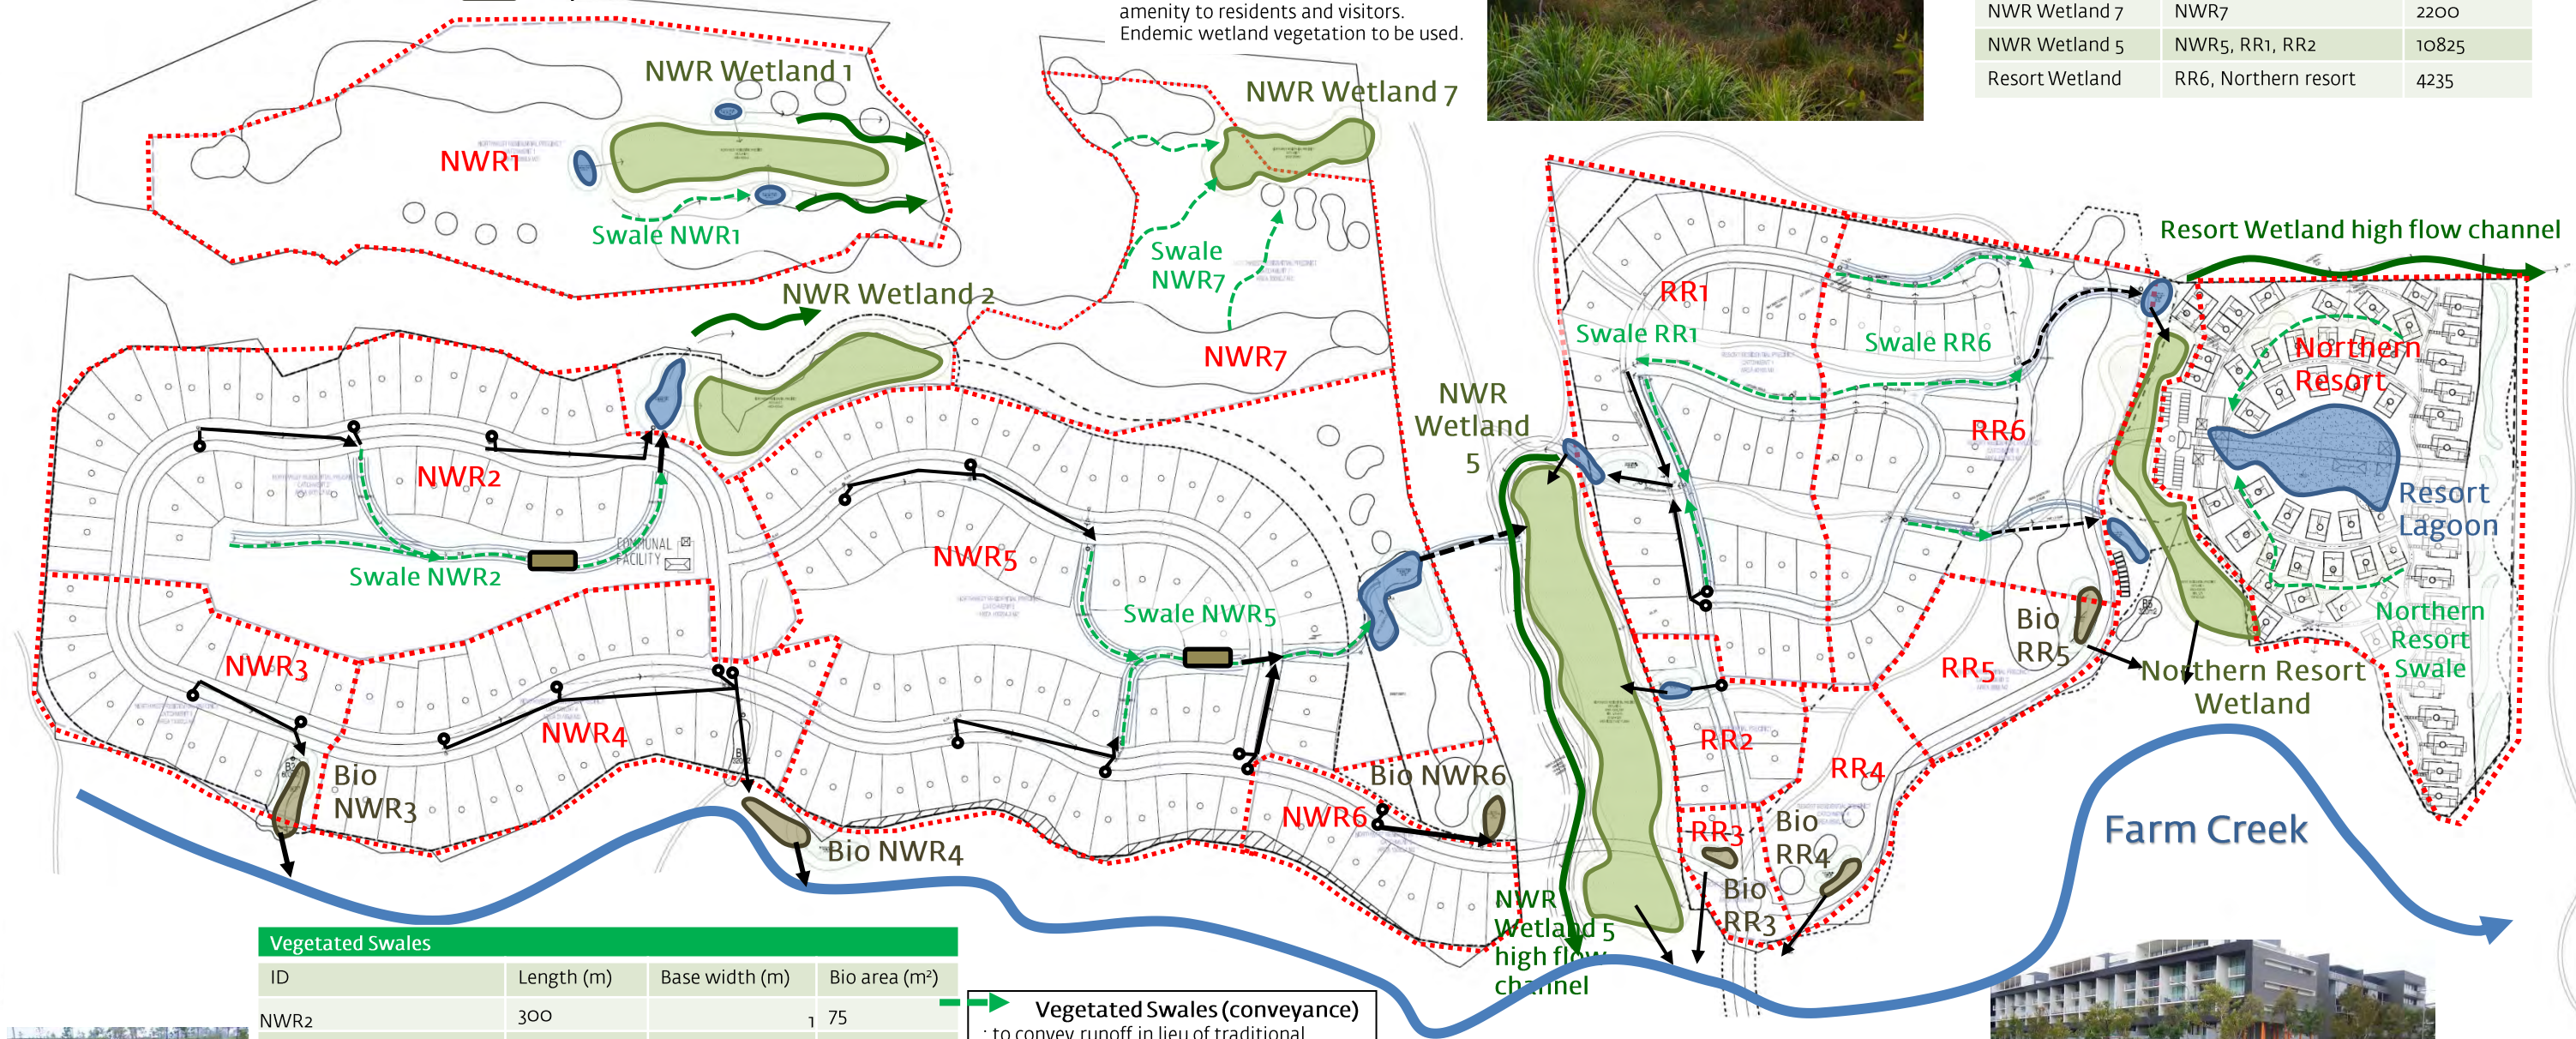 amenity to residents and visitors.
Endemic wetland vegetation to be used.
NWR Wetland 7 NWR7 2200
NWR Wetland 5 NWR5, RR1, RR2 10825
Resort Wetland RR6, Northern resort 4235
NWR Wetland 1
NWR1
Swale NWR1
NWR Wetland 7
Swale
NWR7
NWR7
NWR Wetland 2
NWR2
Swale NWR2
COMMUNAL
FACILITY
NWR3
NWR4
Bio
NWR3
Bio NWR4
NWR5
Swale NWR5
NWR6
Bio NWR6
NWR
Wetland
5
NWR
Wetland 5
high flow
channel
RR1
Swale RR1
Swale RR6
RR6
RR2
RR3
Bio
RR3
RR4
Bio
RR4
RR5
Bio
RR5
Resort Wetland high flow channel
Northern
Resort
Resort
Lagoon
Northern
Resort
Swale
Northern Resort
Wetland
Farm Creek
Vegetated Swales
ID Length (m) Base width (m) Bio area (m²)
NWR2 300 1 75
Vegetated Swales (conveyance)
: to convey runoff in lieu of traditional